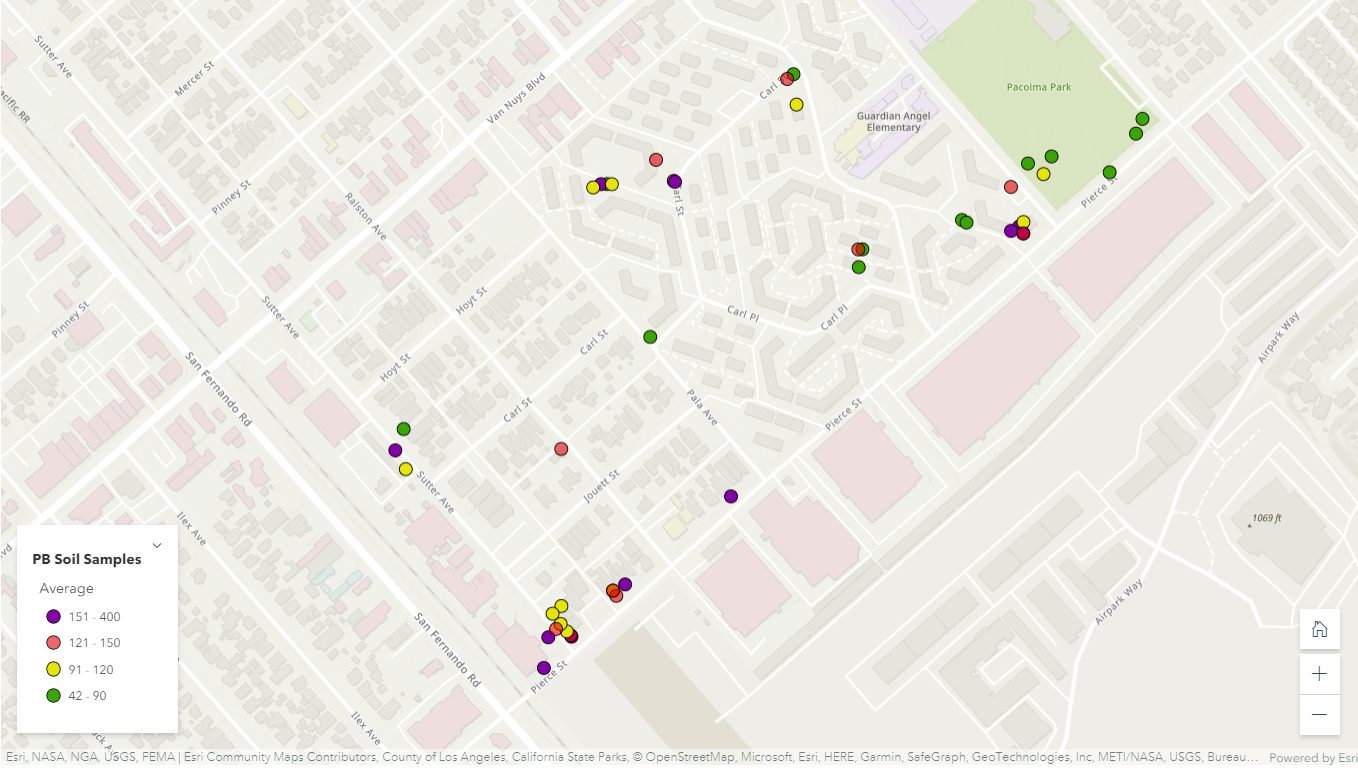 Sutter Ave
Mercer St
Van Nuys Blvd
Carl S
Pacoima Park
Guardian Angel
Elementary
Pierce St
Pinney St
Ralston Ave
arl St
Pinney St
Sutter Ave
Hoyt St
Carl Pl
Carl Pl
Airpark Way
San Fernando Rd
Hoyt St
Carl St
Carl St
Pala Ave
Pierce St
Sutter Ave
Jouett St
Ilex Ave
1069 ft
PB Soil Samples
Average
151 - 400
121 - 150
91 - 120
42 - 90
San Fernando Rd
Airpark Way
Pierce St
Ilex Ave
acific RR
Esri, NASA, NGA, USGS, FEMA | Esri Community Maps Contributors, County of Los Angeles, California State Parks, © OpenStreetMap, Microsoft, Esri, HERE, Garmin, SafeGraph, GeoTechnologies, Inc, METI/NASA, USGS, Bureau...
Powered by Esri